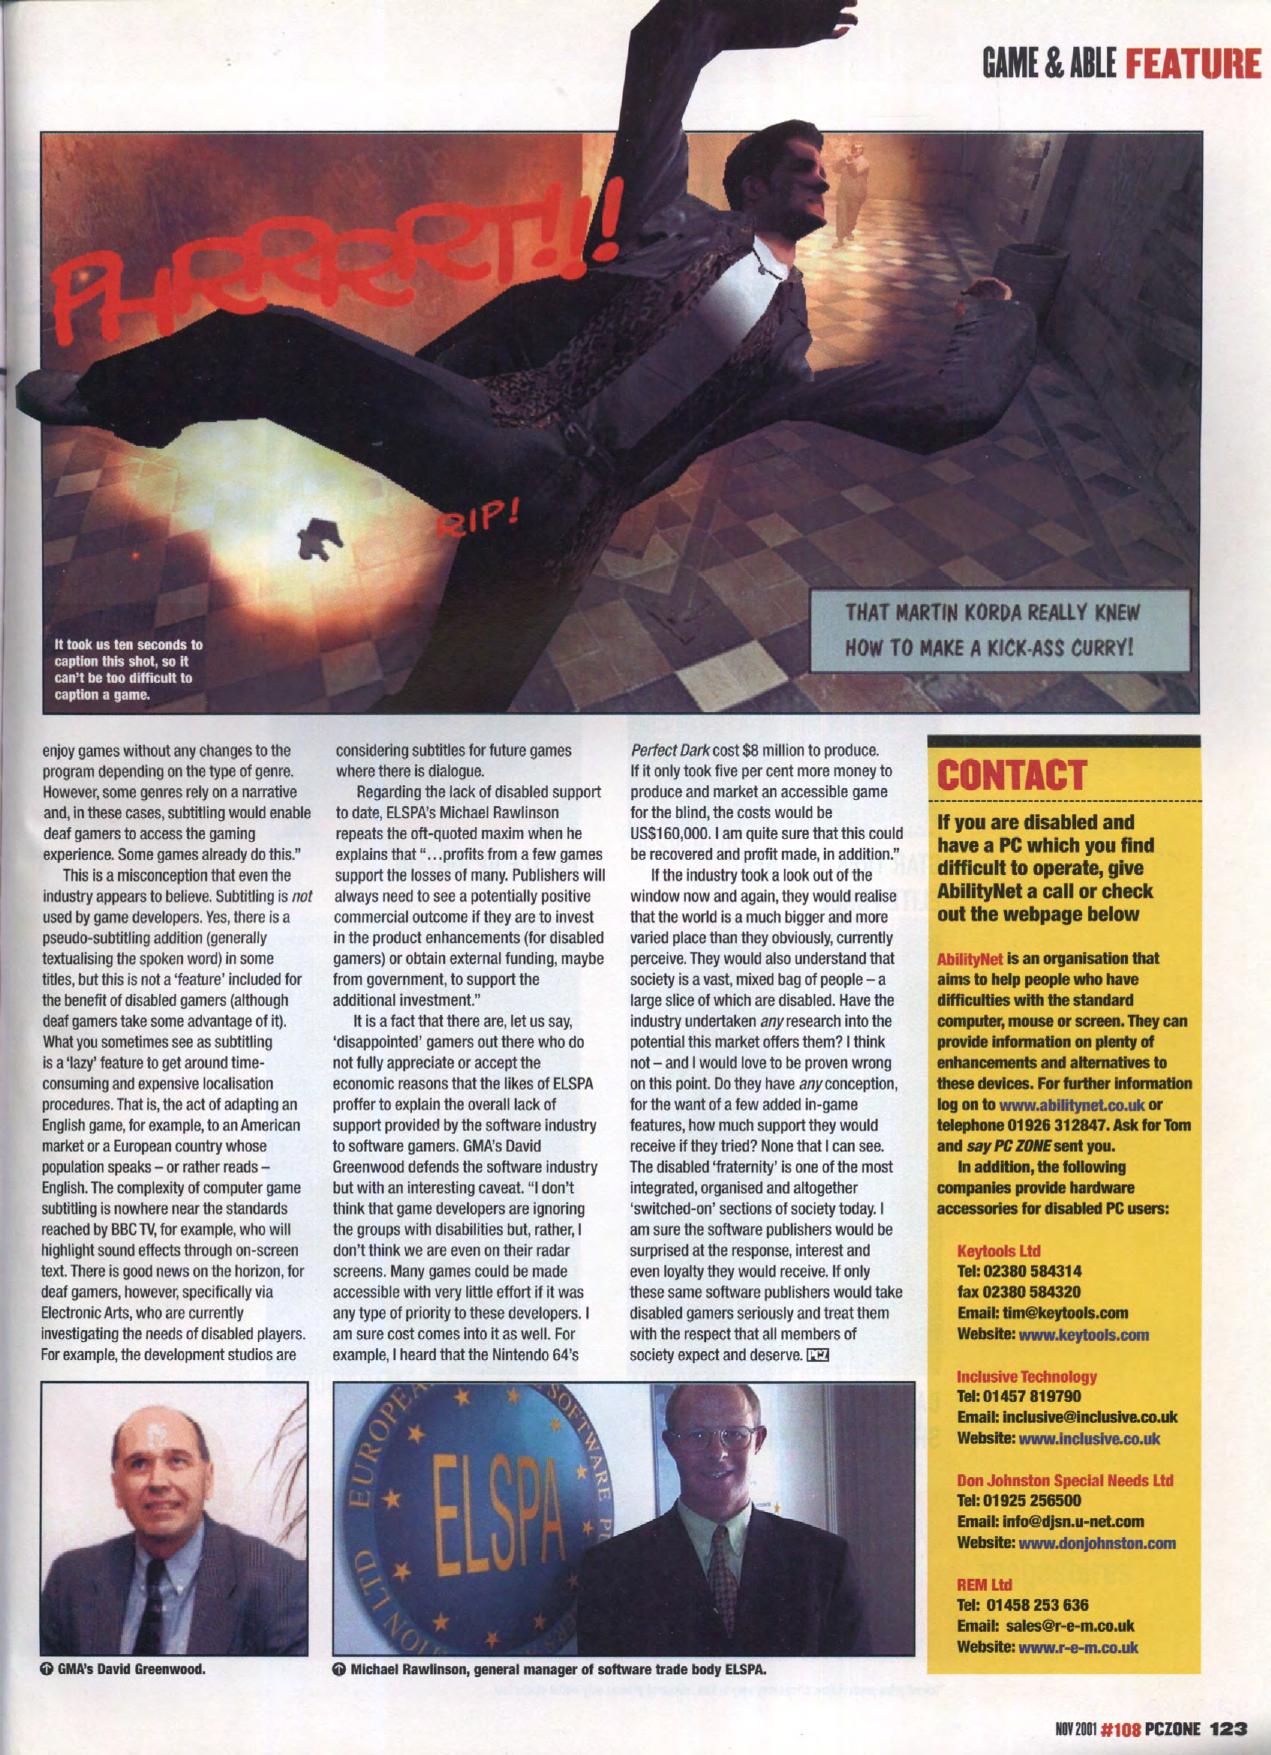 GAME & ABLE FEATURE
PHRRRRT!!!
RIP!
It took us ten seconds to
caption this shot, so it
can't be too difficult to
caption a game.
THAT MARTIN KORDA REALLY KNEW
HOW TO MAKE A KICK-ASS CURRY!
enjoy games without any changes to the
program depending on the type of genre.
However, some genres rely on a narrative
and, in these cases, subtitling would enable
deaf gamers to access the gaming
experience. Some games already do this."
This is a misconception that even the
industry appears to believe. Subtitling is not
used by game developers. Yes, there is a
pseudo-subtitling addition (generally
textualising the spoken word) in some
titles, but this is not a 'feature' included for
the benefit of disabled gamers (although
deaf gamers take some advantage of it).
What you sometimes see as subtitling
is a 'lazy' feature to get around time-
consuming and expensive localisation
procedures. That is, the act of adapting an
English game, for example, to an American
market or a European country whose
population speaks – or rather reads –
English. The complexity of computer game
subtitling is nowhere near the standards
reached by BBC TV, for example, who will
highlight sound effects through on-screen
text. There is good news on the horizon, for
deaf gamers, however, specifically via
Electronic Arts, who are currently
investigating the needs of disabled players.
For example, the development studios are
considering subtitles for future games
where there is dialogue.
Regarding the lack of disabled support
to date, ELSPA's Michael Rawlinson
repeats the oft-quoted maxim when he
explains that "...profits from a few games
support the losses of many. Publishers will
always need to see a potentially positive
commercial outcome if they are to invest
in the product enhancements (for disabled
gamers) or obtain external funding, maybe
from government, to support the
additional investment."
It is a fact that there are, let us say,
'disappointed' gamers out there who do
not fully appreciate or accept the
economic reasons that the likes of ELSPA
proffer to explain the overall lack of
support provided by the software industry
to software gamers. GMA's David
Greenwood defends the software industry
but with an interesting caveat. "I don't
think that game developers are ignoring
the groups with disabilities but, rather, I
don't think we are even on their radar
screens. Many games could be made
accessible with very little effort if it was
any type of priority to these developers. I
am sure cost comes into it as well. For
example, I heard that the Nintendo 64's
Perfect Dark cost $8 million to produce.
If it only took five per cent more money to
produce and market an accessible game
for the blind, the costs would be
US$160,000. I am quite sure that this could
be recovered and profit made, in addition."
If the industry took a look out of the
window now and again, they would realise
that the world is a much bigger and more
varied place than they obviously, currently
perceive. They would also understand that
society is a vast, mixed bag of people – a
large slice of which are disabled. Have the
industry undertaken any research into the
potential this market offers them? I think
not – and I would love to be proven wrong
on this point. Do they have any conception,
for the want of a few added in-game
features, how much support they would
receive if they tried? None that I can see.
The disabled 'fraternity' is one of the most
integrated, organised and altogether
'switched-on' sections of society today. I
am sure the software publishers would be
surprised at the response, interest and
even loyalty they would receive. If only
these same software publishers would take
disabled gamers seriously and treat them
with the respect that all members of
society expect and deserve. PCZ
CONTACT
If you are disabled and
have a PC which you find
difficult to operate, give
AbilityNet a call or check
out the webpage below
AbilityNet is an organisation that
aims to help people who have
difficulties with the standard
computer, mouse or screen. They can
provide information on plenty of
enhancements and alternatives to
these devices. For further information
log on to www.abilitynet.co.uk or
telephone 01926 312847. Ask for Tom
and say PC ZONE sent you.
In addition, the following
companies provide hardware
accessories for disabled PC users:
Keytools Ltd
Tel: 02380 584314
fax 02380 584320
Email: tim@keytools.com
Website: www.keytools.com
Inclusive Technology
Tel: 01457 819790
Email: inclusive@inclusive.co.uk
Website: www.inclusive.co.uk
Don Johnston Special Needs Ltd
Tel: 01925 256500
Email: info@djsn.u-net.com
Website: www.donjohnston.com
REM Ltd
Tel: 01458 253 636
Email: sales@r-e-m.co.uk
Website: www.r-e-m.co.uk
EUROPEA
SOFTWARE
ELSPA
ION LTD
GMA's David Greenwood.
Michael Rawlinson, general manager of software trade body ELSPA.
NOV 2001 #108 PCZONE 123